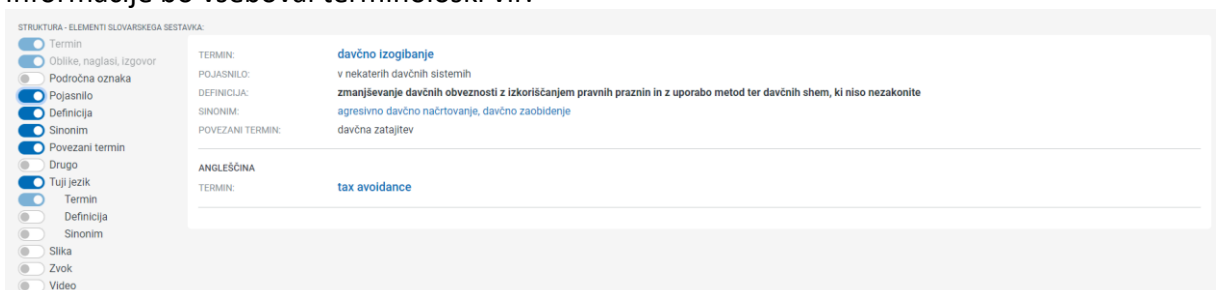 informacije bo vseboval terminološki vir.
STRUKTURA - ELEMENTI SLOVARSKEGA SESTAVKA:
Termin
Oblike, naglasi, izgovor
Področna oznaka
Pojasnilo
Definicija
Sinonim
Povezani termin
Drugo
Tuji jezik
Termin
Definicija
Sinonim
Slika
Zvok
Video
TERMIN: davčno izogibanje
POJASNILO: v nekaterih davčnih sistemih
DEFINICIJA: zmanjševanje davčnih obveznosti z izkoriščanjem pravnih praznin in z uporabo metod ter davčnih shem, ki niso nezakonite
SINONIM: agresivno davčno načrtovanje, davčno zaobidenje
POVEZANI TERMIN: davčna zatajitev
ANGLEŠČINA
TERMIN: tax avoidance